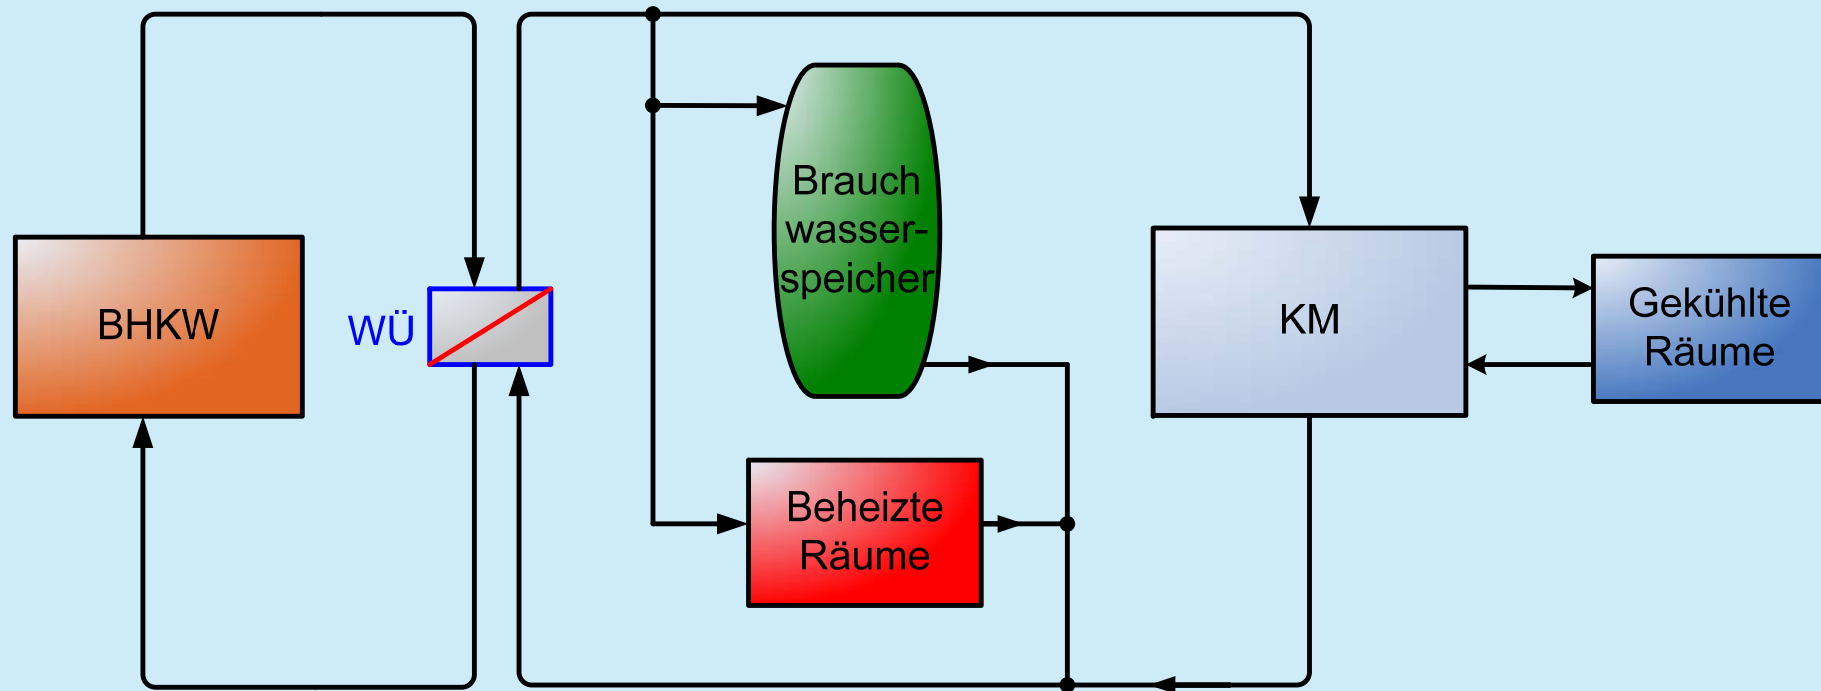 BHKW
WÜ
Brauch
wasser-
speicher
Beheizte
Räume
KM
Gekühlte
Räume